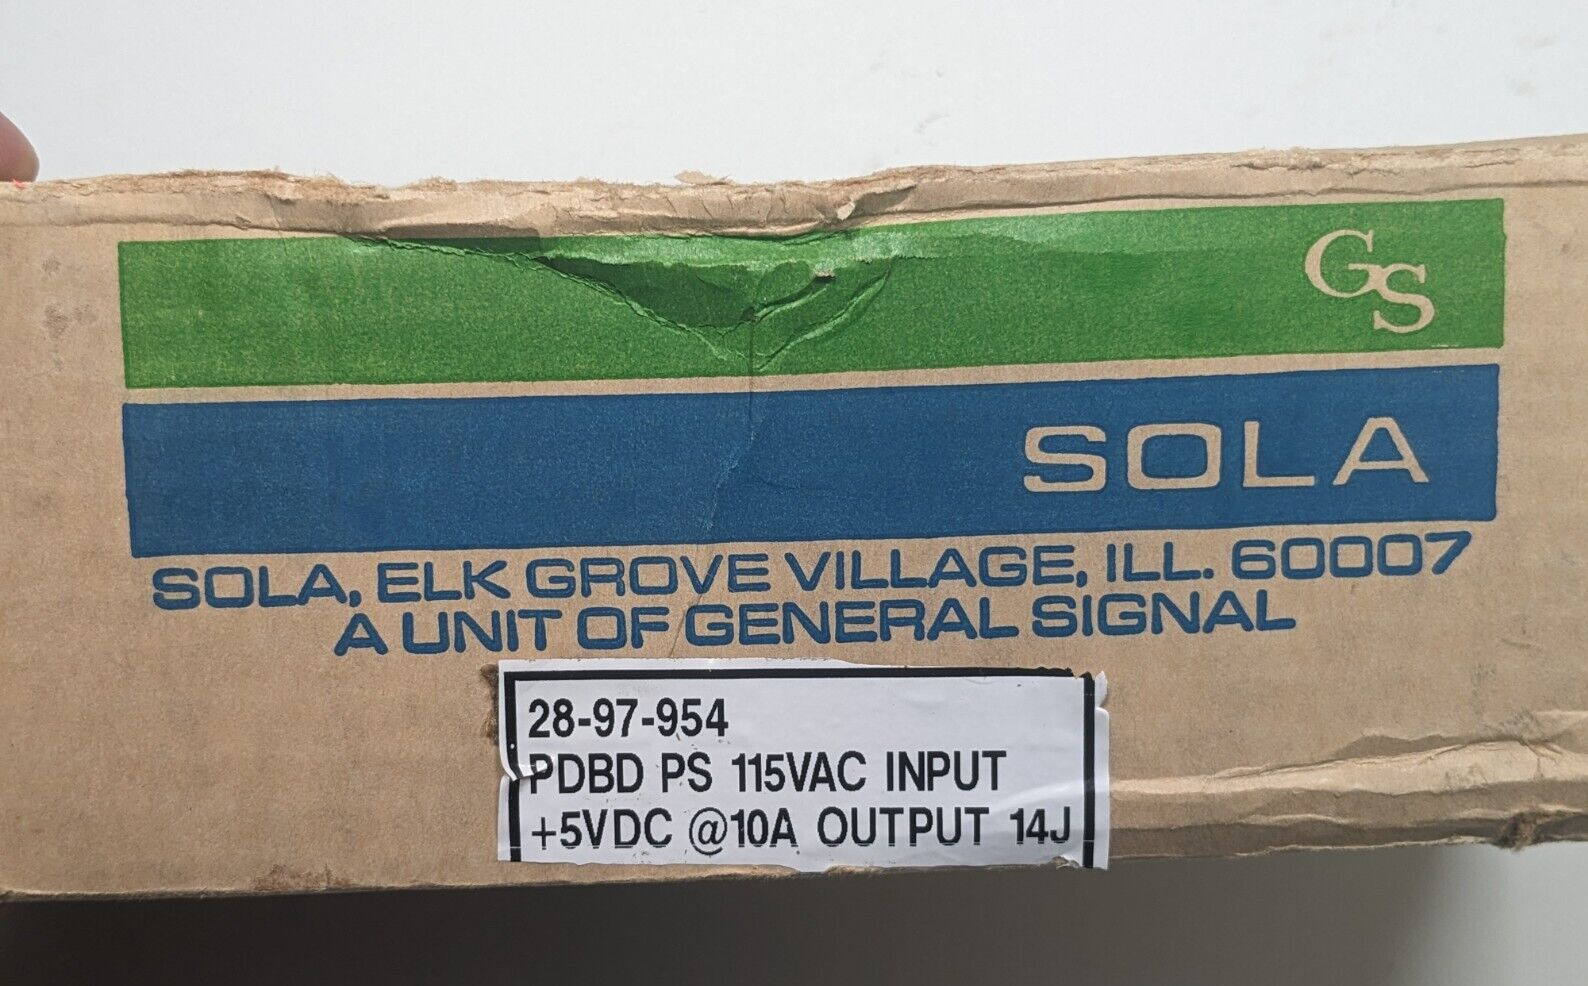 GS
SOLA
SOLA, ELK GROVE VILLAGE, ILL. 60007
A UNIT OF GENERAL SIGNAL
28-97-954
PDBD PS 115VAC INPUT
+5VDC @10A OUTPUT 14J